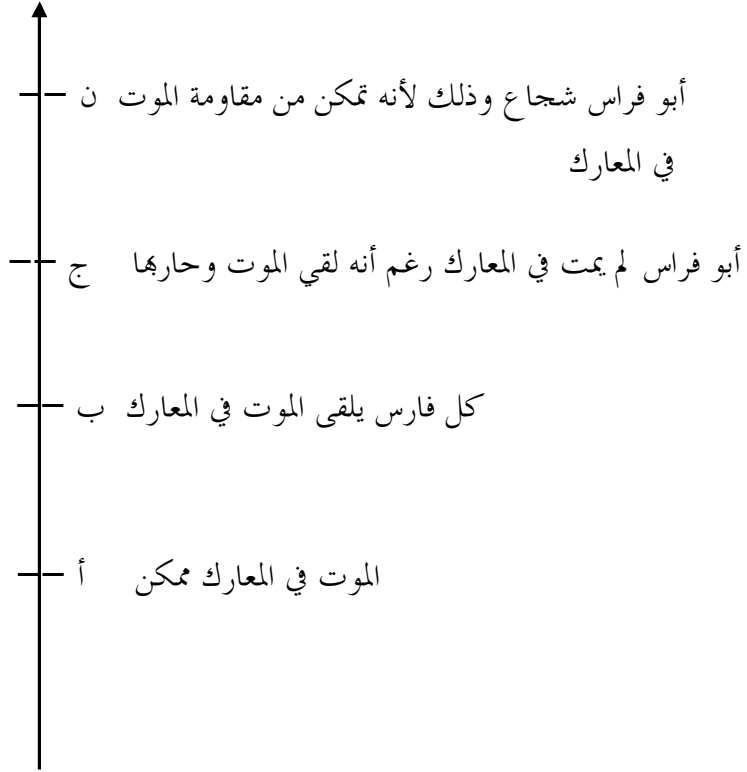 ن أبو فراس شجاع وذلك لأنه تمكن من مقاومة الموت
في المعارك
ج أبو فراس لم يمت في المعارك رغم أنه لقي الموت وحاربها
ب كل فارس يلقى الموت في المعارك
أ الموت في المعارك ممكن